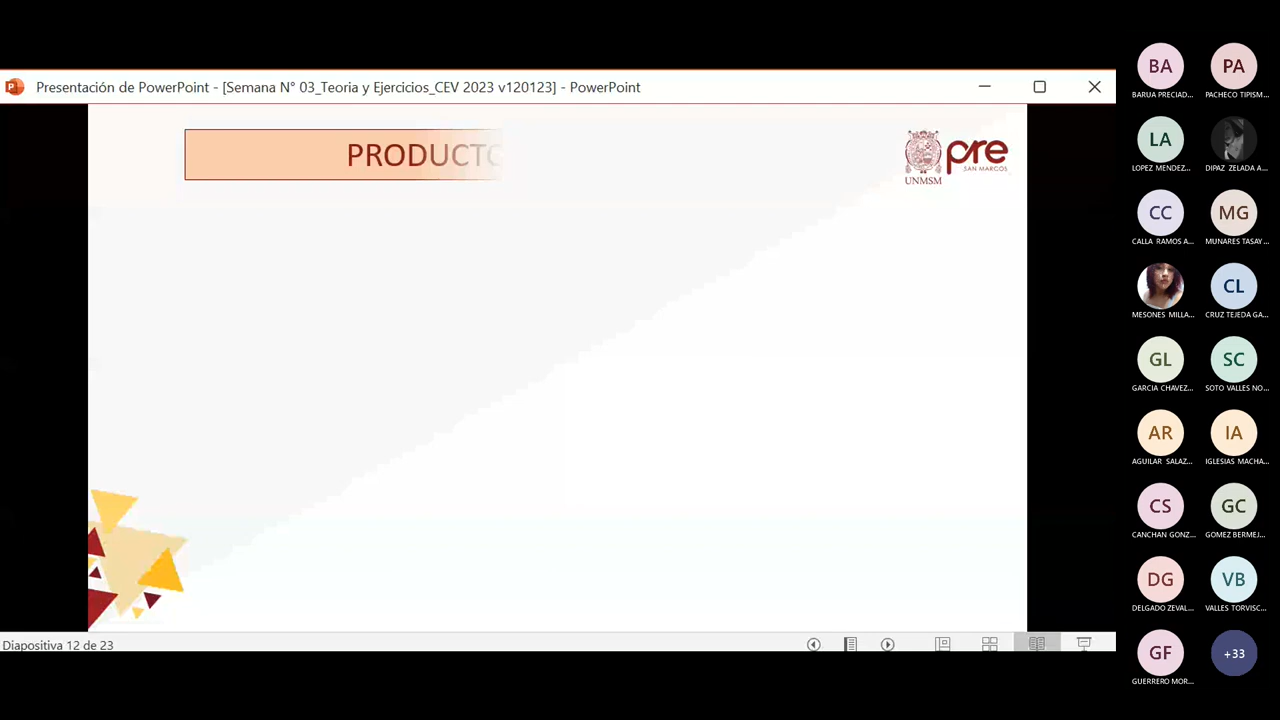 Presentación de PowerPoint - [Semana N° 03_Teoria y Ejercicios_CEV 2023 v120123] - PowerPoint
PRODUCTO
UNMSM
pre
SAN MARCOS
Diapositiva 12 de 23
BA
BARUA PRECIAD...
PA
PACHECO TIPISM...
LA
LOPEZ MENDEZ...
DIPAZ ZELADA A...
CC
CALLA RAMOS A...
MG
MUNARES TASAY...
MESONES MILLA...
CL
CRUZ TEJEDA GA...
GL
GARCIA CHAVEZ...
SC
SOTO VALLES NO...
AR
AGUILAR SALAZ...
IA
IGLESIAS MACHA...
CS
CANCHAN GONZ...
GC
GOMEZ BERMEJ...
DG
DELGADO ZEVAL...
VB
VALLES TORVISC...
GF
GUERRERO MOR...
+33